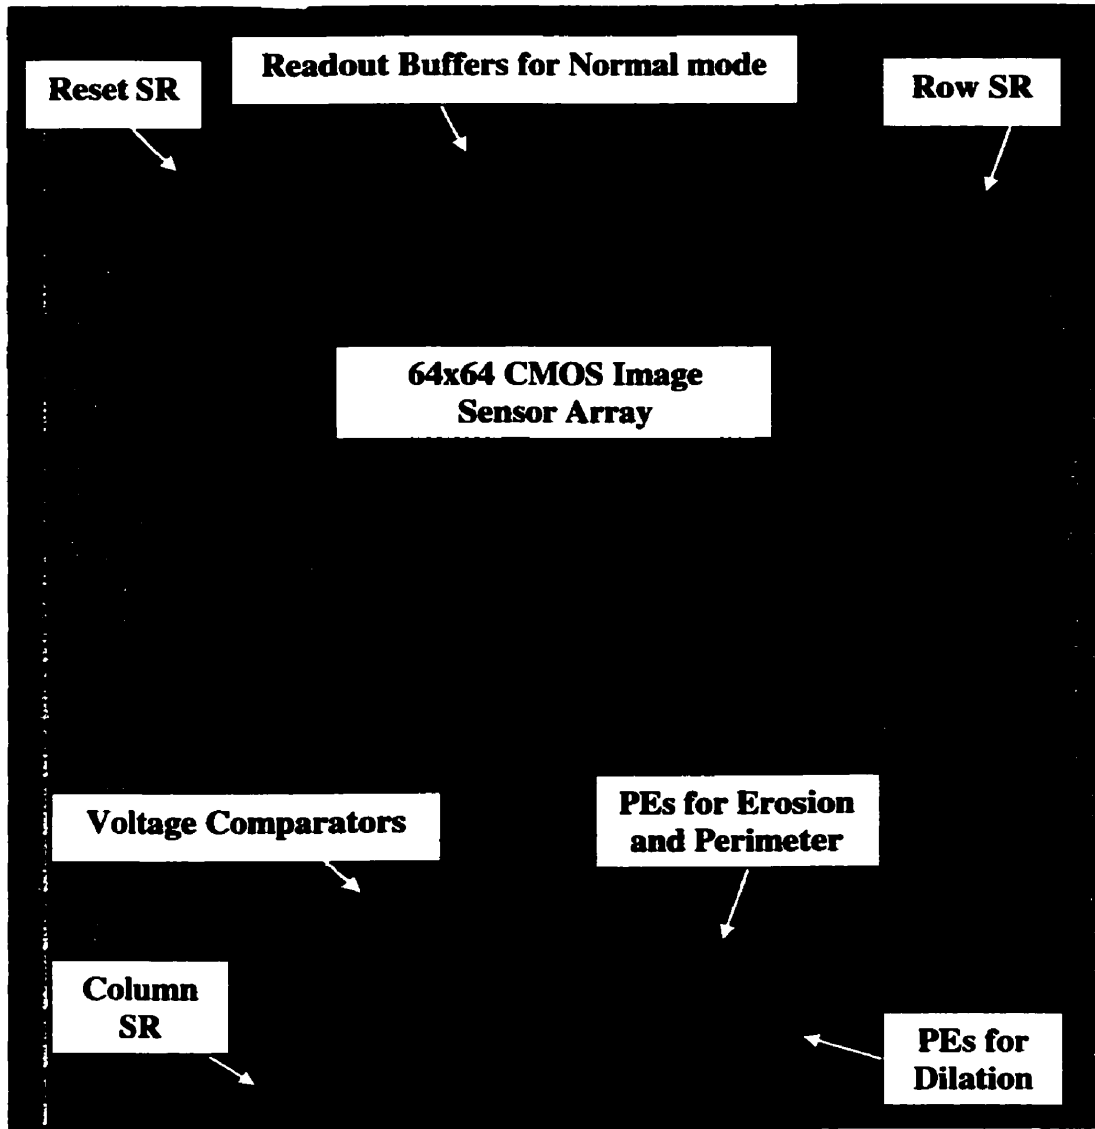 Readout Buffers for Normal mode
Reset SR
Row SR
64x64 CMOS Image
Sensor Array
Voltage Comparators
PEs for Erosion
and Perimeter
Column
SR
PEs for
Dilation